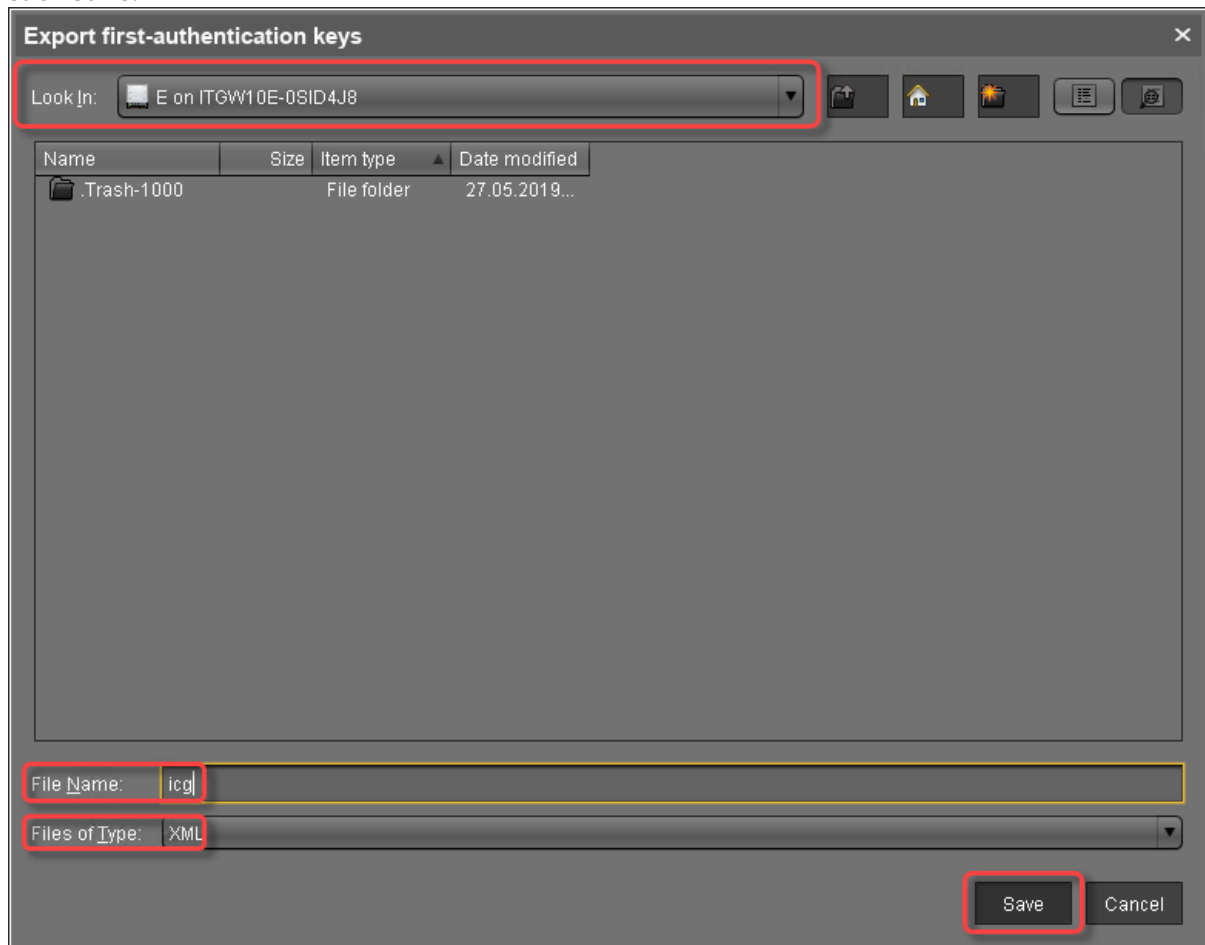 Export first-authentication keys
Look In: E on ITGW10E-0SID4J8
Name Size Item type Date modified
.Trash-1000 File folder 27.05.2019...
File Name: icg
Files of Type: XML
Save Cancel